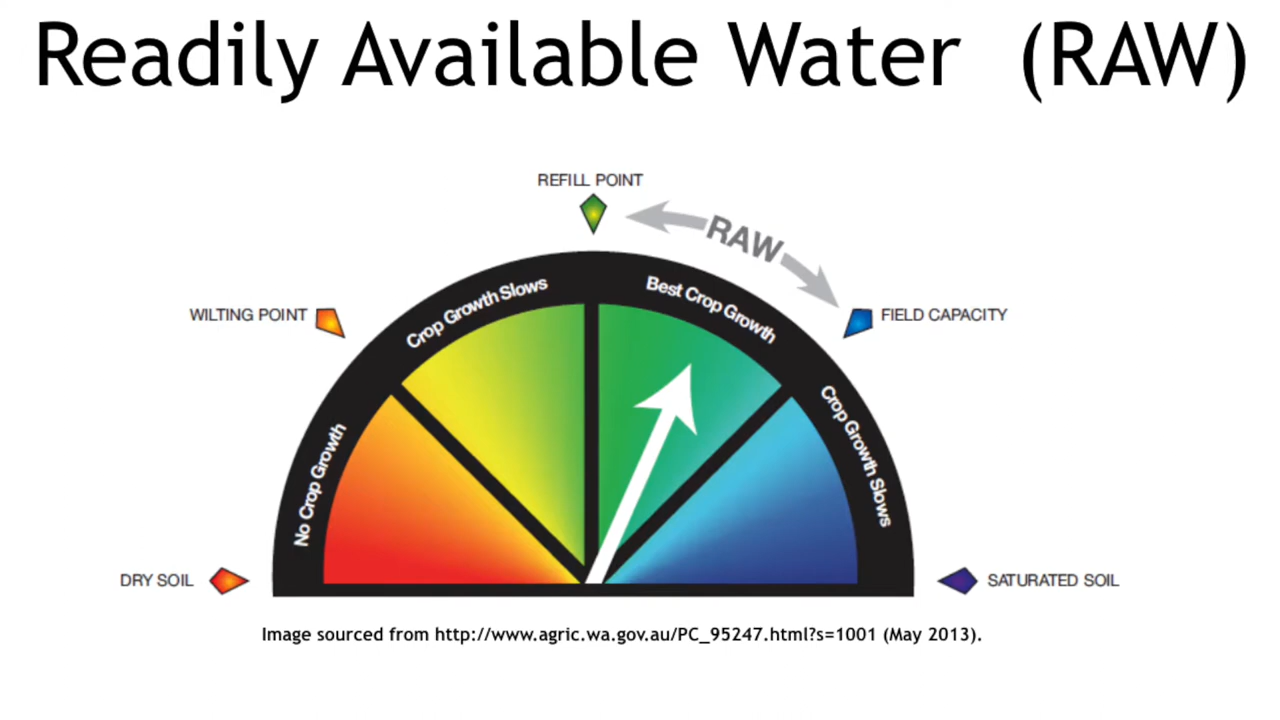 Readily Available Water (RAW)
REFILL POINT
RAW
WILTING POINT
Crop Growth Slows
Best Crop Growth
FIELD CAPACITY
No Crop Growth
Crop Growth Slows
DRY SOIL
SATURATED SOIL
Image sourced from http://www.agric.wa.gov.au/PC_95247.html?s=1001 (May 2013).